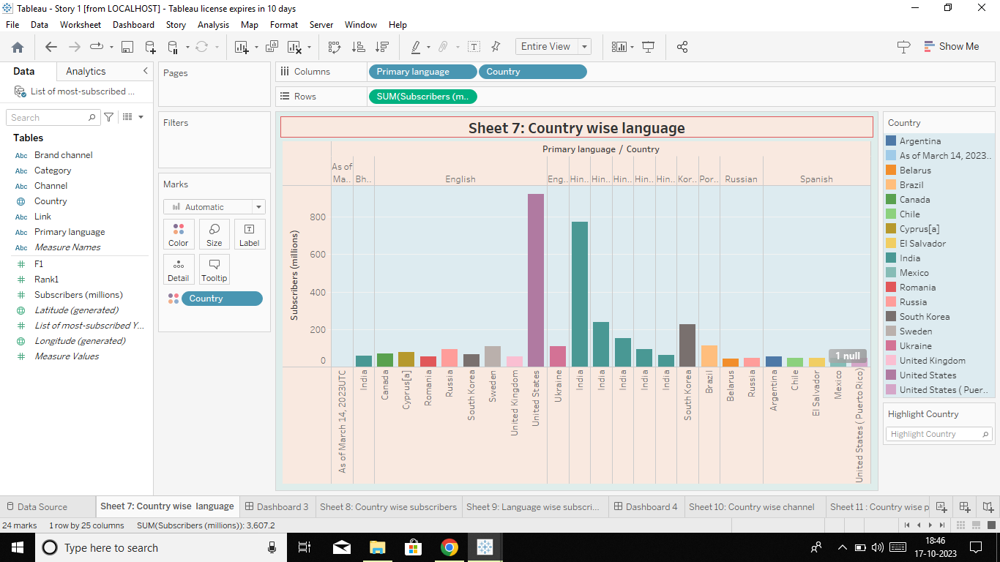 Tableau - Story 1 [from LOCALHOST] - Tableau license expires in 10 days
File Data Worksheet Dashboard Story Analysis Map Format Server Window Help
Entire View
Show Me
Data Analytics
List of most-subscribed ...
Search
Tables
Abc Brand channel
Abc Category
Abc Channel
Country
Abc Link
Abc Primary language
Abc Measure Names
# F1
# Rank1
# Subscribers (millions)
Latitude (generated)
# List of most-subscribed Y...
Longitude (generated)
# Measure Values
Pages
Filters
Marks
Automatic
Color Size Label
Detail Tooltip
Country
Columns Primary language Country
Rows SUM(Subscribers (m..
Sheet 7: Country wise language
Primary language / Country
As of
Ma.. Bh.. English Eng.. Hin.. Hin.. Hin.. Hin.. Hin.. Kor.. Por.. Russian Spanish
Subscribers (millions)
800
600
400
200
0
1 null
As of March 14, 2023UTC
India
Canada
Cyprus[a]
Romania
Russia
South Korea
Sweden
United Kingdom
United States
Ukraine
India
India
India
India
India
South Korea
Brazil
Belarus
Russia
Argentina
Chile
El Salvador
Mexico
United States ( Puerto Rico)
Country
Argentina
As of March 14, 2023..
Belarus
Brazil
Canada
Chile
Cyprus[a]
El Salvador
India
Mexico
Romania
Russia
South Korea
Sweden
Ukraine
United Kingdom
United States
United States ( Puer..
Highlight Country
Highlight Country
Data Source Sheet 7: Country wise language Dashboard 3 Sheet 8: Country wise subscribers Sheet 9: Language wise subscri... Dashboard 4 Sheet 10: Country wise channel Sheet 11 : Country wise p
24 marks 1 row by 25 columns SUM(Subscribers (millions)): 3,607.2
Type here to search
18:46
17-10-2023